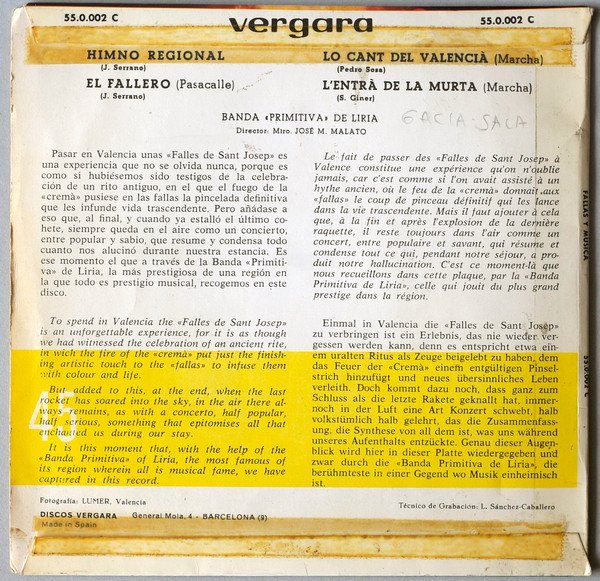 55.0.002 C
vergara
55.0.002 C
HIMNO REGIONAL
(J. Serrano)
EL FALLERO (Pasacalle)
(J. Serrano)
LO CANT DEL VALENCIÀ (Marcha)
(Pedro Sosa)
L'ENTRÀ DE LA MURTA (Marcha)
(S. Giner)
BANDA «PRIMITIVA» DE LIRIA
Director: Mtro. JOSÉ M. MALATO
Pasar en Valencia unas «Falles de Sant Josep» es
una experiencia que no se olvida nunca, porque es
como si hubiésemos sido testigos de la celebra-
ción de un rito antiguo, en el que el fuego de la
«cremà» pusiese en las fallas la pincelada definitiva
que les infunde vida trascendente. Pero añádase a
eso que, al final, y cuando ya estalló el último co-
hete, siempre queda en el aire como un concierto,
entre popular y sabio, que resume y condensa todo
cuanto nos alucinó durante nuestra estancia. Es
ese momento el que a través de la Banda «Primiti-
va» de Liria, la más prestigiosa de una región en
la que todo es prestigio musical, recogemos en este
disco.
Le fait de passer des «Falles de Sant Josep» à
Valence constitue une expérience qu'on n'oublie
jamais, car c'est comme si l'on avait assisté à un
hythe ancien, où le feu de la «cremà» donnait aux
«fallas» le coup de pinceau définitif qui les lance
dans la vie trascendente. Mais il faut ajouter à cela
que, à la fin et après l'explosion de la dernière
raquette, il reste toujours dans l'air comme un
concert, entre populaire et savant, qui résume et
condense tout ce qui, pendant notre séjour, a pro-
duit notre hallucination. C'est ce moment-là que
nous recueillons dans cette plaque, par la «Banda
Primitiva de Liria», celle qui jouit du plus grand
prestige dans la région.
To spend in Valencia the «Falles de Sant Josep»
is an unforgettable experience, for it is as though
we had witnessed the celebration of an ancient rite,
in wich the fire of the «cremà» put just the finish-
ing artistic touch to the «fallas» to infuse them
with colour and life.
But added to this, at the end, when the last
rocket has soared into the sky, in the air there al-
ways remains, as with a concerto, half popular,
half serious, something that epitomises all that
enchanted us during our stay.
It is this moment that, with the help of the
«Banda Primitiva» of Liria, the most famous of
its region wherein all is musical fame, we have
captured in this record.
45
Einmal in Valencia die «Falles de Sant Josep»
zu verbringen ist ein Erlebnis, das nie wieder ver-
gessen werden kann, denn es entspricht etwa ein-
em uralten Ritus als Zeuge beigelebt zu haben, dem
das Feuer der «Cremà» einem entgültigen Pinsel-
strich hinzufügt und neues übersinnliches Leben
verleith. Doch kommt dazu noch, dass ganz zum
Schluss als die letzte Rakete geknallt hat, immer-
noch in der Luft eine Art Konzert schwebt, halb
volkstümlich halb gelehrt, das die Zusammenfass-
ung, die Synthese von all dem ist, was uns während
unseres Aufenthalts entzückte. Genau dieser Augen-
blick wird hier in dieser Platte wiedergegeben und
zwar durch die «Banda Primitiva de Liria», die
berühmteste in einer Gegend wo Musik einheimisch
ist.
Fotografía: LUMER, Valencia
DISCOS VERGARA General Mola, 4 - BARCELONA (9)
Made in Spain
Técnico de Grabación: L. Sánchez-Caballero
FALLAS MUSICA
55.0.002 C